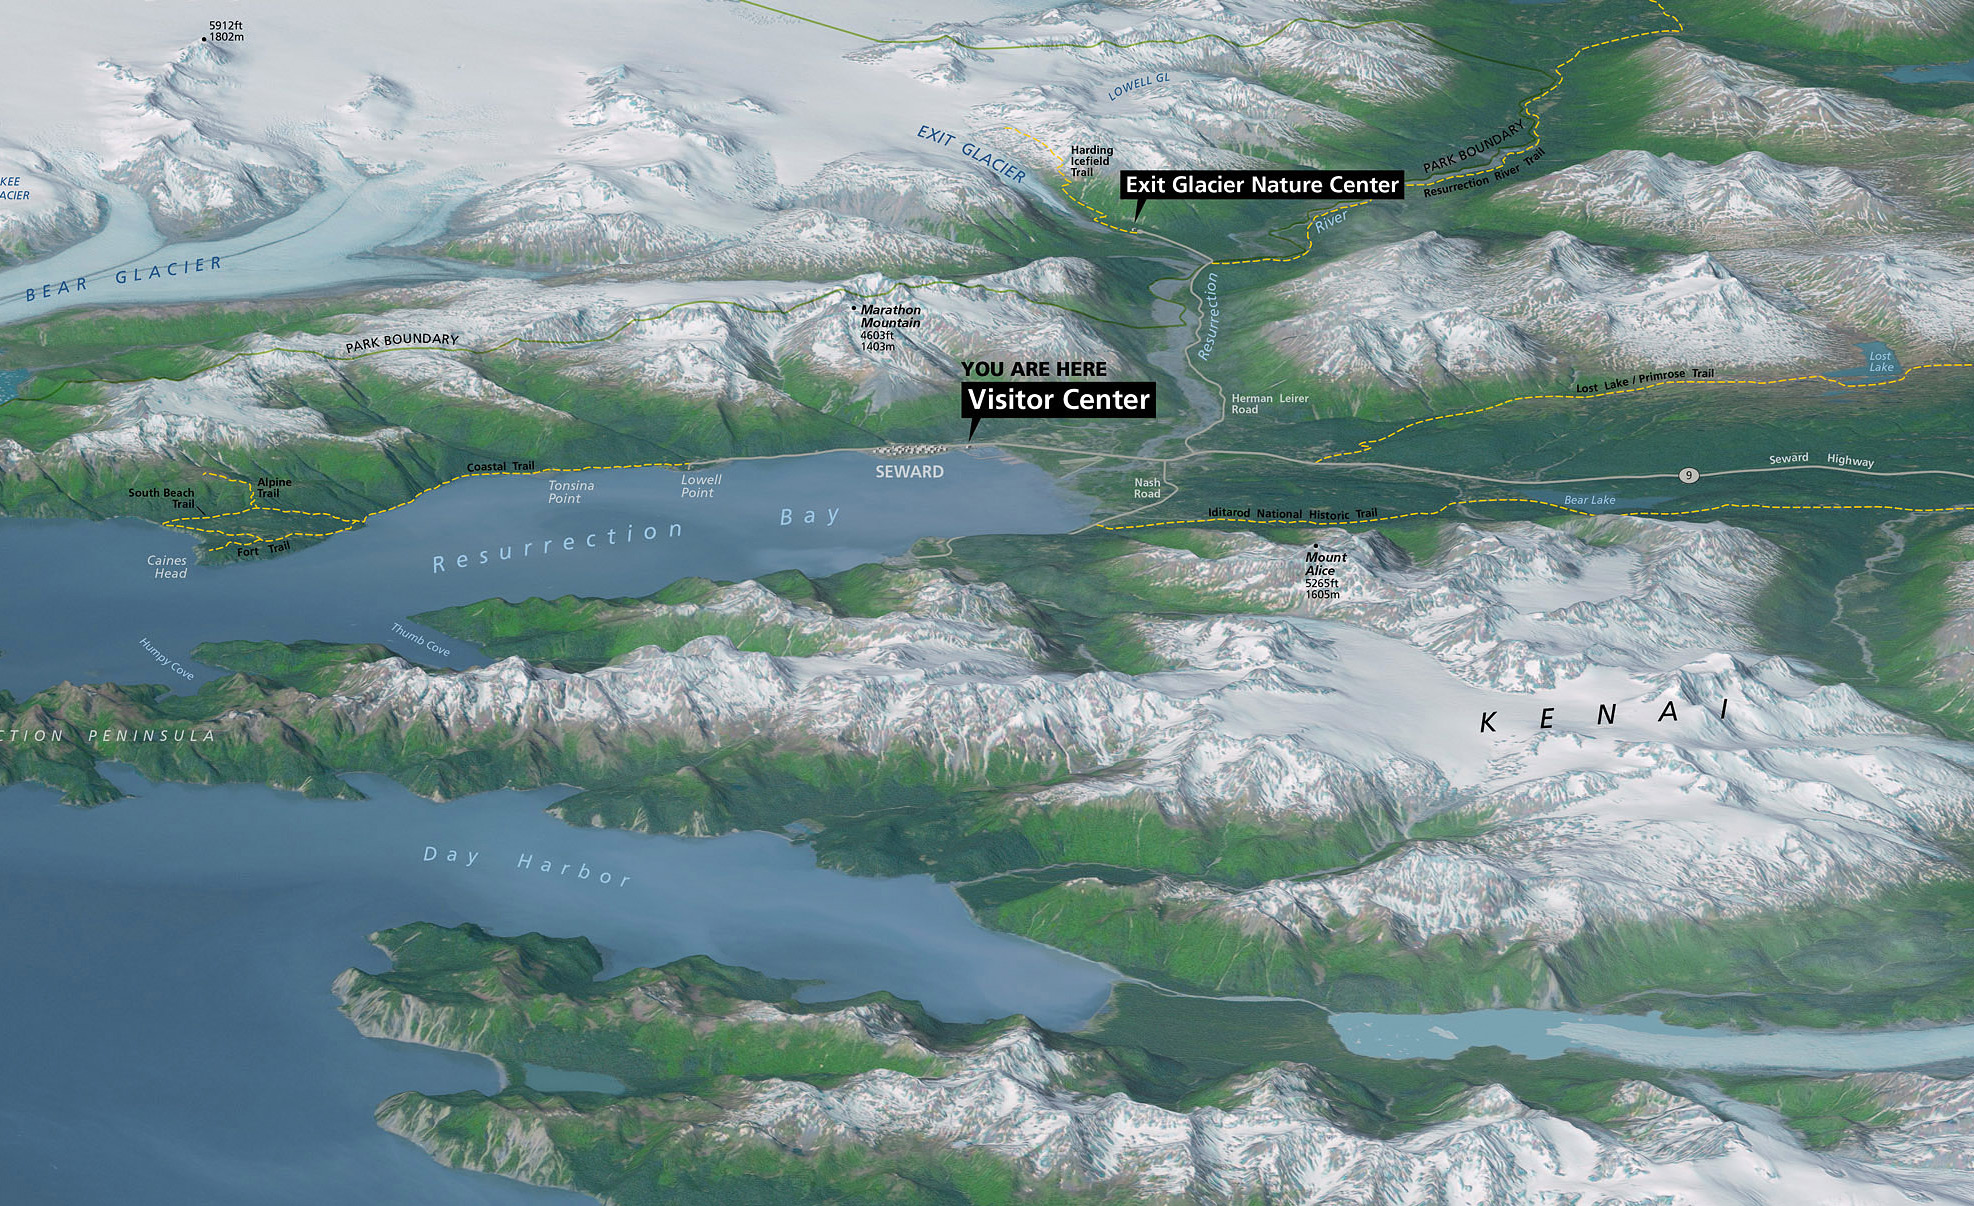 5912ft
1802m
LOWELL GL
EXIT GLACIER
Harding
Icefield
Trail
PARK BOUNDARY
Resurrection River Trail
Exit Glacier Nature Center
River
BEAR GLACIER
Resurrection
Marathon
Mountain
4603ft
1403m
PARK BOUNDARY
YOU ARE HERE
Visitor Center
Lost
Lake
Lost Lake / Primrose Trail
Herman Leirer
Road
Coastal Trail
Alpine
Trail
South Beach
Trail
Tonsina
Point
Lowell
Point
SEWARD
Nash
Road
9
Seward Highway
Bear Lake
Iditarod National Historic Trail
Resurrection Bay
Fort Trail
Caines
Head
Mount
Alice
5265ft
1605m
Thumb Cove
Humpy Cove
KENAI
PENINSULA
Day Harbor